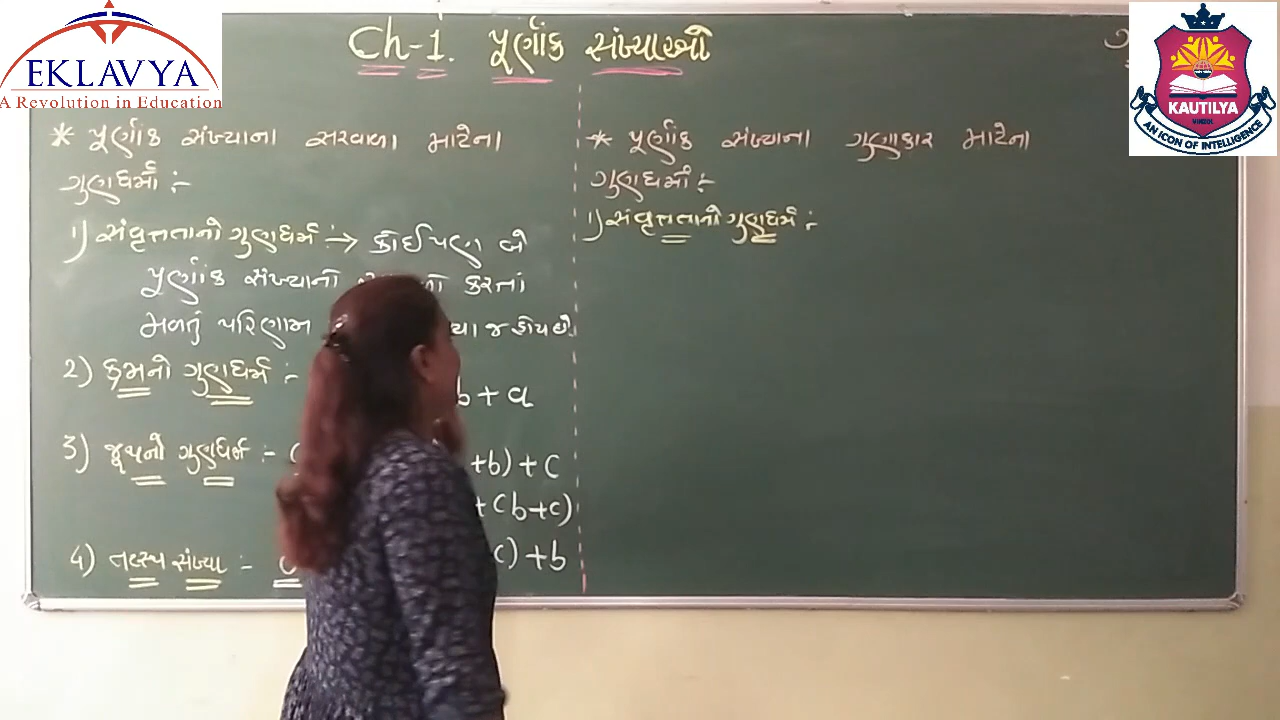 EKLAVYA
A Revolution in Education
KAUTILYA
AN ICON OF INTELLIGENCE
Ch-1. પૂર્ણાંક સંખ્યાઓ
* પૂર્ણાંક સંખ્યાના સરવાળા માટેના
ગુણધર્મો :-
1) સંવૃત્તતાનો ગુણધર્મ :→ કોઈપણ બે
પૂર્ણાંક સંખ્યાનો કરતાં
મળતું પરિણામ જ હોય છે.
2) ક્રમનો ગુણધર્મ :-
b + a
3) જૂથનો ગુણધર્મ :-
+b) + c
+ (b+c)
4) તટસ્થ સંખ્યા :-
c) + b
* પૂર્ણાંક સંખ્યાના ગુણાકાર માટેના
ગુણધર્મો :-
1) સંવૃત્તતાનો ગુણધર્મ :-